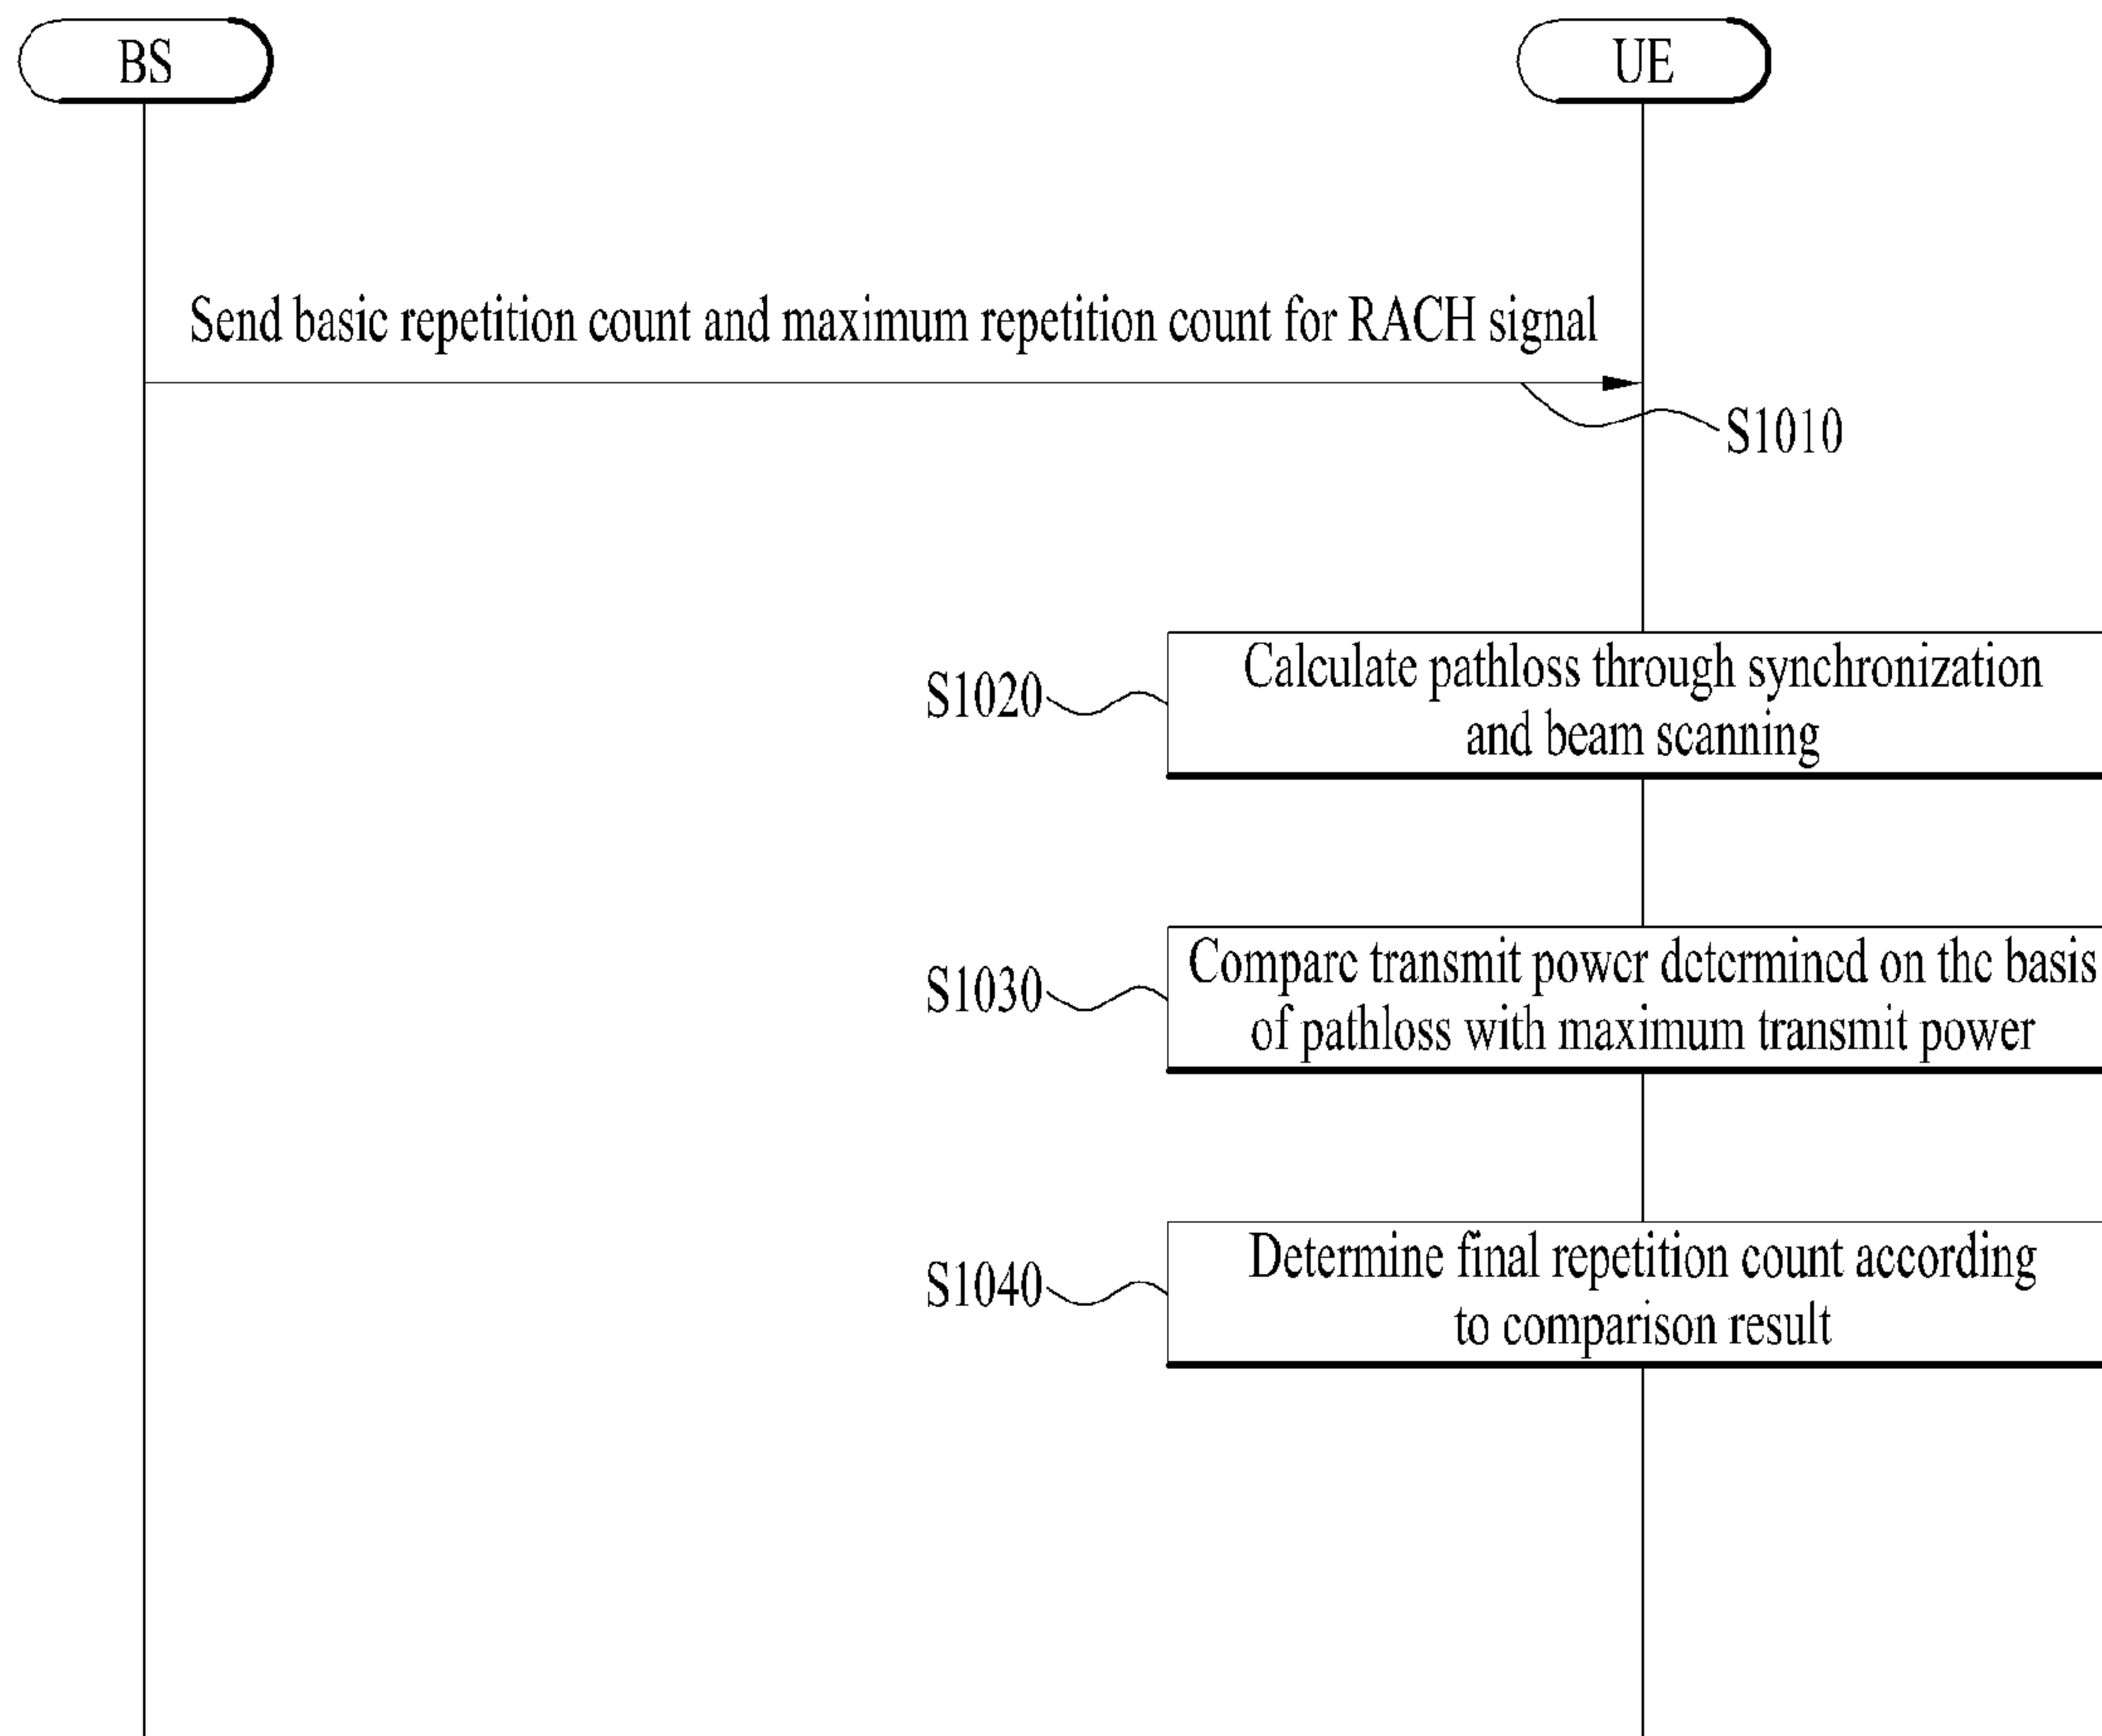 BS
UE
Send basic repetition count and maximum repetition count for RACH signal
S1010
S1020
Calculate pathloss through synchronization
and beam scanning
S1030
Compare transmit power determined on the basis
of pathloss with maximum transmit power
S1040
Determine final repetition count according
to comparison result